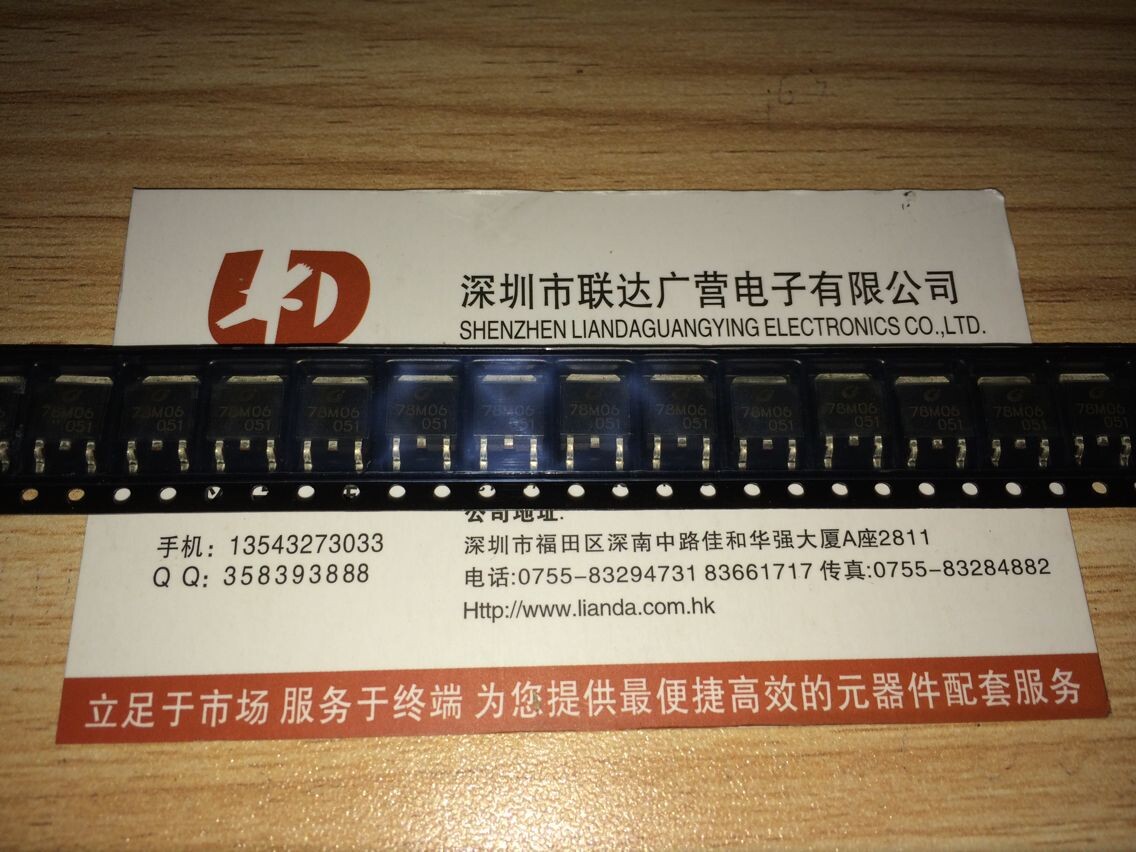 深圳市联达广营电子有限公司
SHENZHEN LIANDAGUANGYING ELECTRONICS CO.,LTD.
78M06 78M06 78M06 78M06 78M06 78M06 78M06 78M06 78M06 78M06 78M06 78M06 78M06
051 051 051 051 051 051 051 051 051 051 051 051 051
公司地址:
手机：13543273033
深圳市福田区深南中路佳和华强大厦A座2811
QQ：358393888
电话:0755-83294731 83661717 传真:0755-83284882
Http://www.lianda.com.hk
立足于市场 服务于终端 为您提供最便捷高效的元器件配套服务